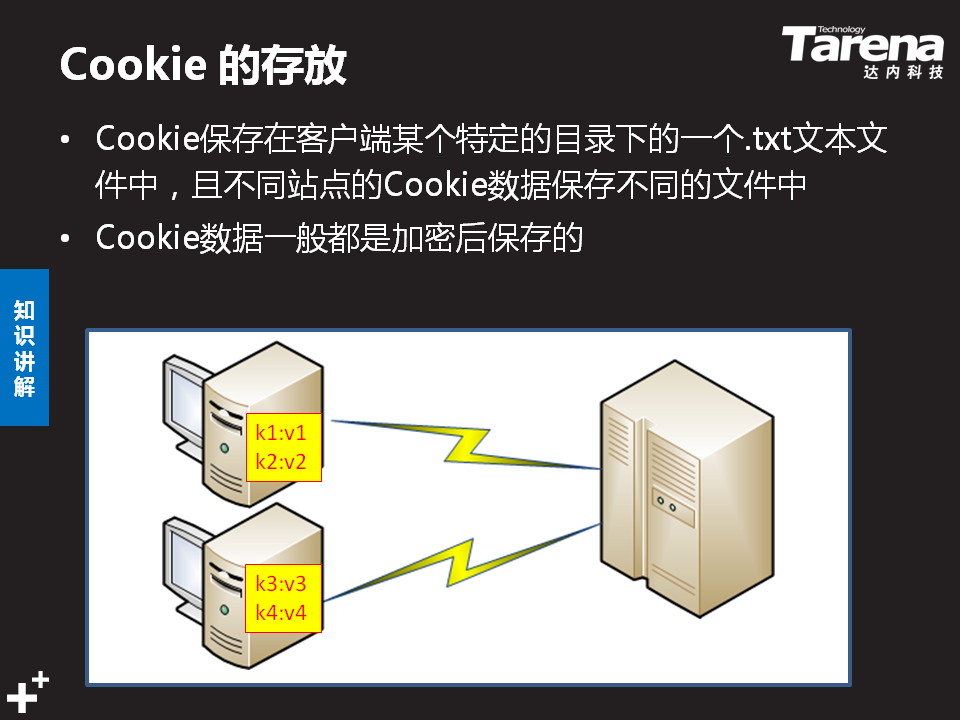 Cookie 的存放
Technology
Tarena
达内科技
• Cookie保存在客户端某个特定的目录下的一个.txt文本文
件中，且不同站点的Cookie数据保存不同的文件中
• Cookie数据一般都是加密后保存的
知
识
讲
解
k1:v1
k2:v2
k3:v3
k4:v4